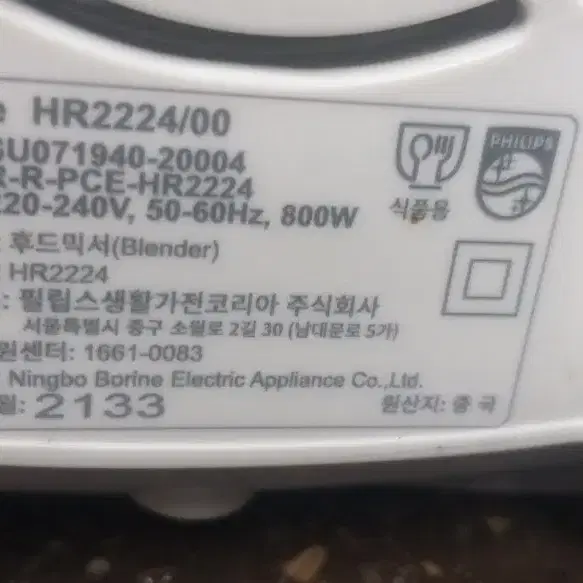 HR2224/00
SU071940-20004
R-R-PCE-HR2224
220-240V, 50-60Hz, 800W
식품용
PHILIPS
: 후드믹서(Blender)
HR2224
: 필립스생활가전코리아 주식회사
서울특별시 중구 소월로 2길 30 (남대문로 5가)
원센터: 1661-0083
Ningbo Borine Electric Appliance Co.,Ltd.
월: 2133
원산지: 중 국